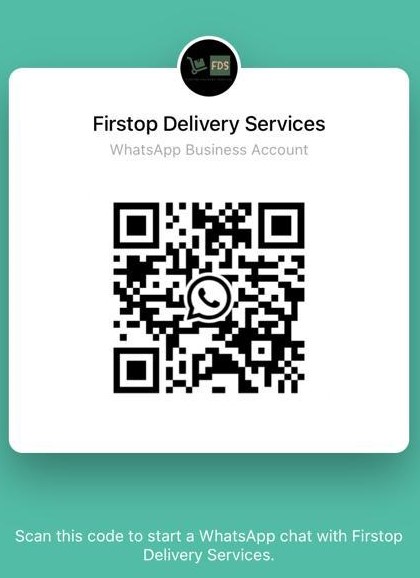 FDS
Firstop Delivery Services
WhatsApp Business Account
Scan this code to start a WhatsApp chat with Firstop
Delivery Services.